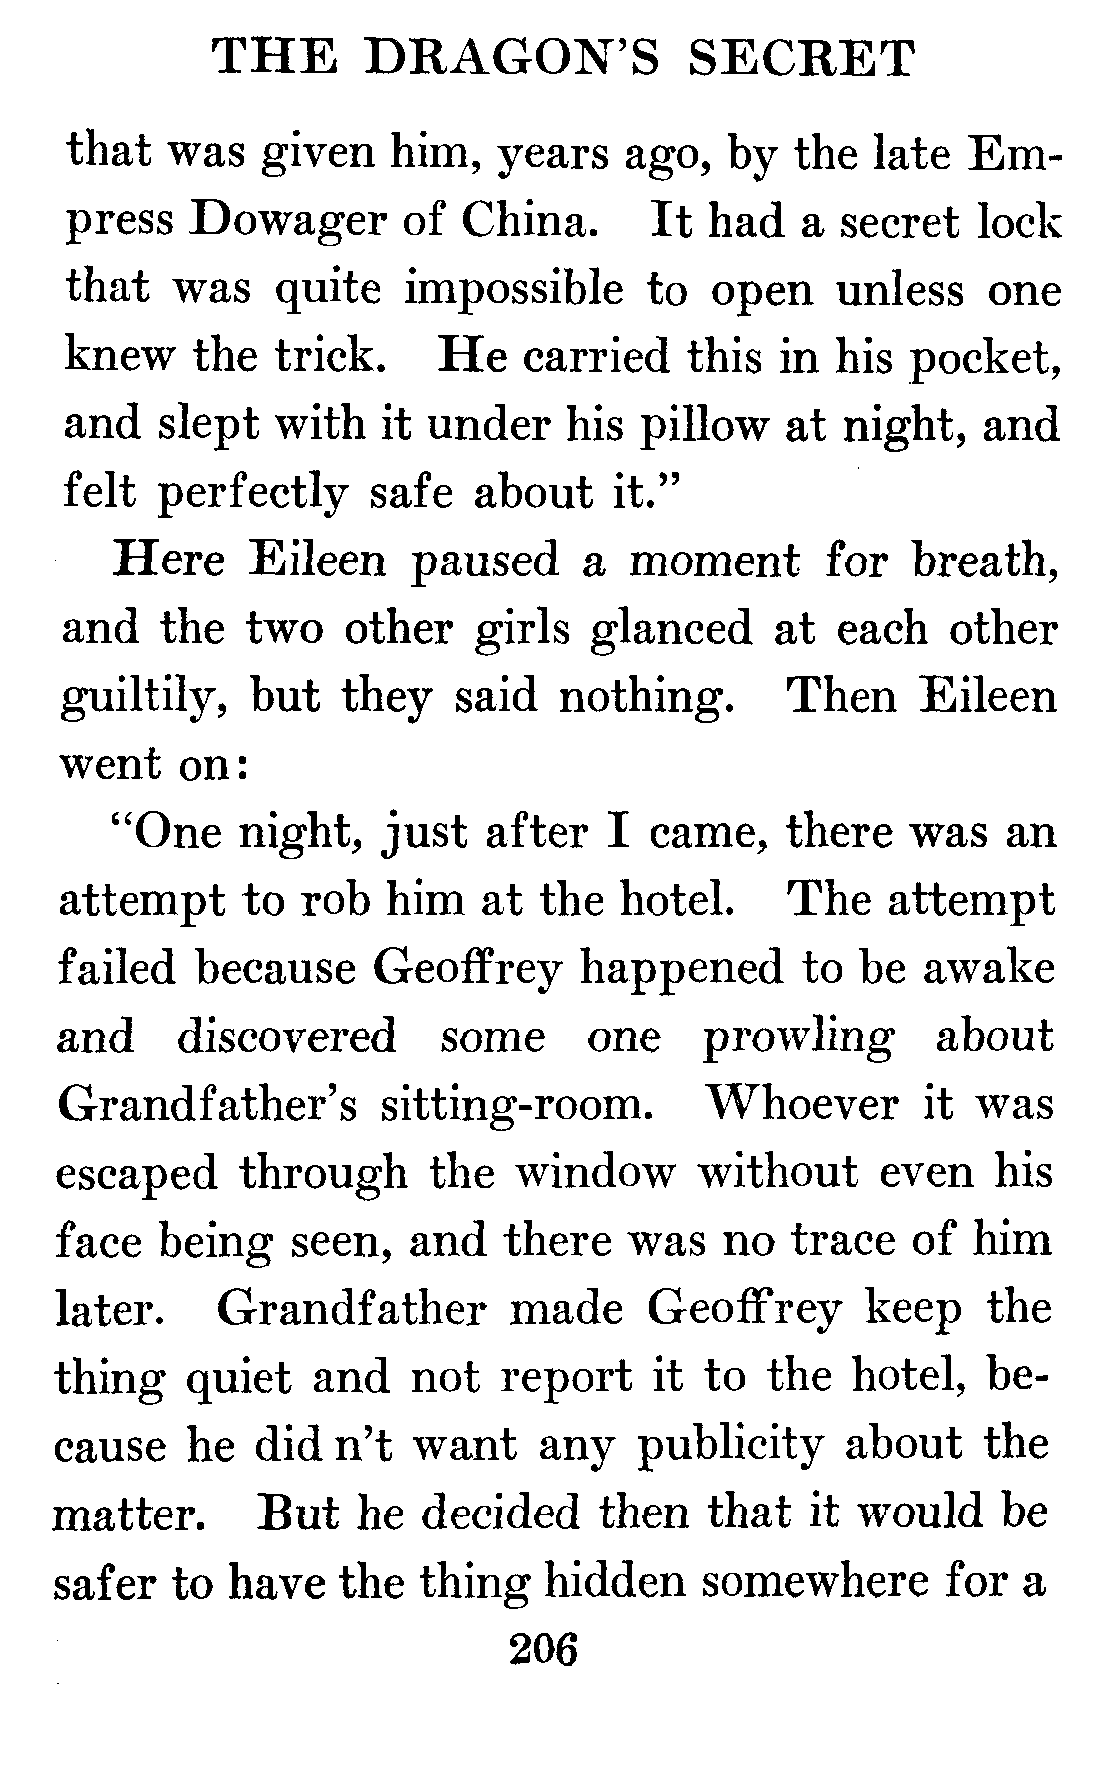 THE DRAGON'S SECRET
that was given him, years ago, by the late Em-
press Dowager of China. It had a secret lock
that was quite impossible to open unless one
knew the trick. He carried this in his pocket,
and slept with it under his pillow at night, and
felt perfectly safe about it."
Here Eileen paused a moment for breath,
and the two other girls glanced at each other
guiltily, but they said nothing. Then Eileen
went on:
"One night, just after I came, there was an
attempt to rob him at the hotel. The attempt
failed because Geoffrey happened to be awake
and discovered some one prowling about
Grandfather's sitting-room. Whoever it was
escaped through the window without even his
face being seen, and there was no trace of him
later. Grandfather made Geoffrey keep the
thing quiet and not report it to the hotel, be-
cause he did n't want any publicity about the
matter. But he decided then that it would be
safer to have the thing hidden somewhere for a
206